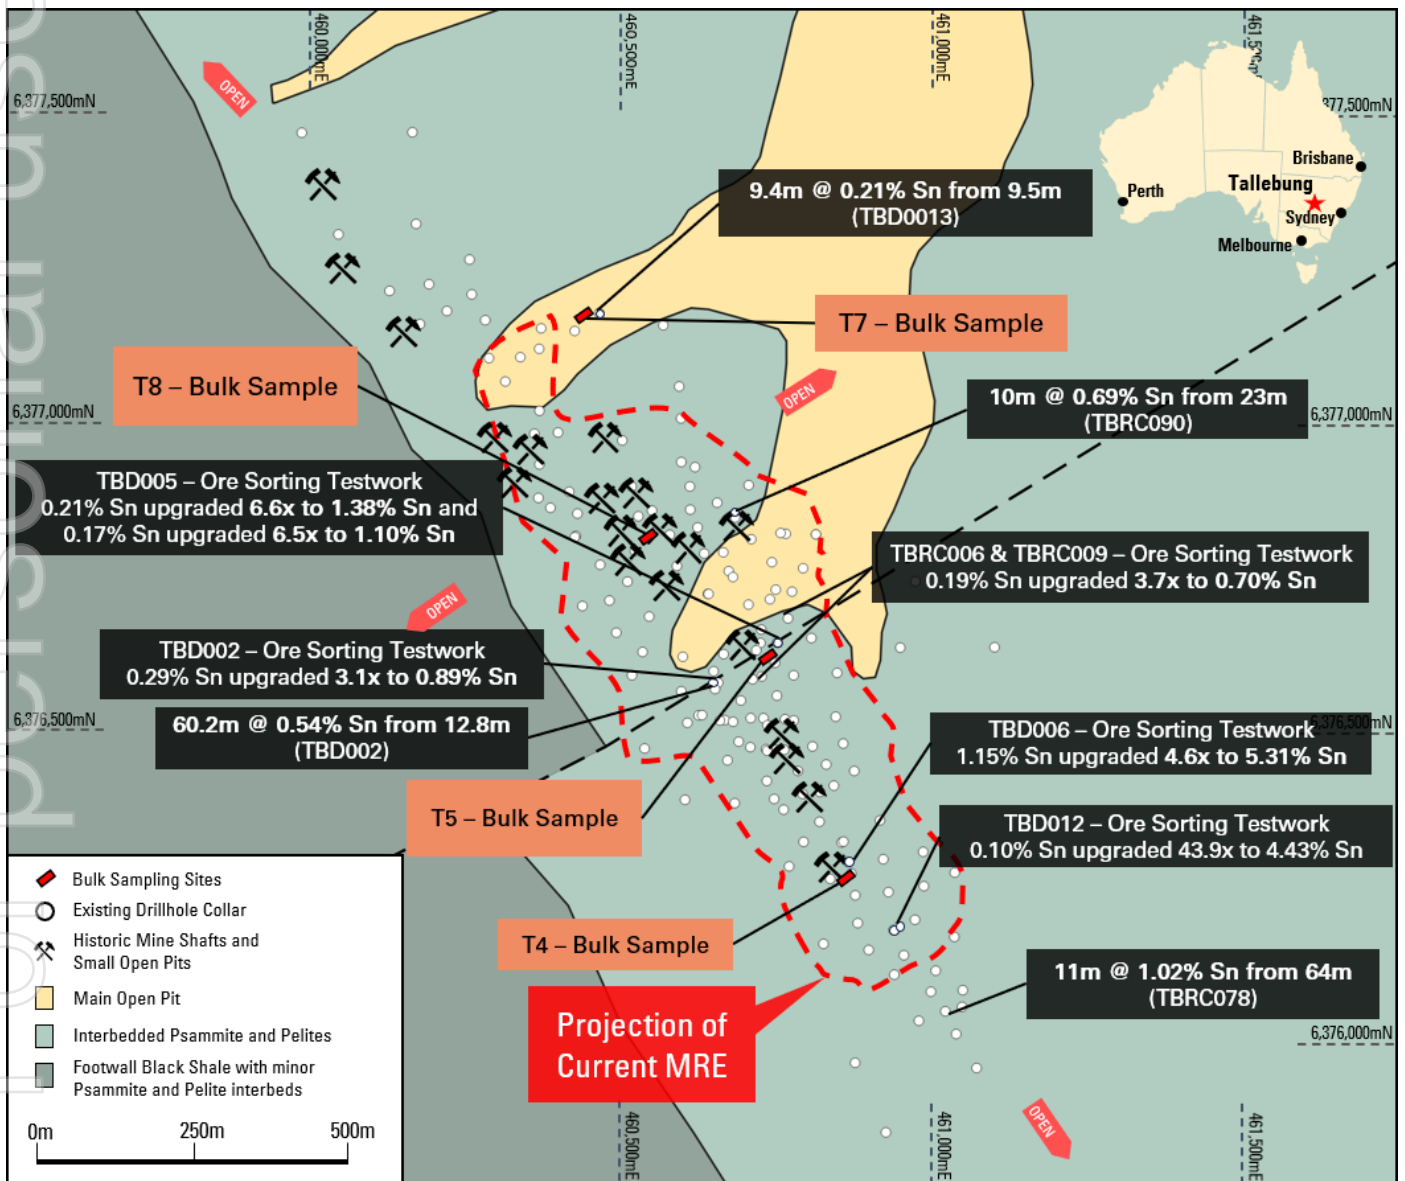 For personal use only
460,000mE
460,500mE
461,000mE
6,377,500mN
377,500mN
OPEN
Brisbane
Perth
Tallebung
Sydney
Melbourne
9.4m @ 0.21% Sn from 9.5m
(TBD0013)
T7 – Bulk Sample
T8 – Bulk Sample
OPEN
10m @ 0.69% Sn from 23m
(TBRC090)
6,377,000mN
6,377,000mN
TBD005 – Ore Sorting Testwork
0.21% Sn upgraded 6.6x to 1.38% Sn and
0.17% Sn upgraded 6.5x to 1.10% Sn
TBRC006 & TBRC009 – Ore Sorting Testwork
0.19% Sn upgraded 3.7x to 0.70% Sn
OPEN
TBD002 – Ore Sorting Testwork
0.29% Sn upgraded 3.1x to 0.89% Sn
60.2m @ 0.54% Sn from 12.8m
(TBD002)
6,376,500mN
6,376,500mN
TBD006 – Ore Sorting Testwork
1.15% Sn upgraded 4.6x to 5.31% Sn
T5 – Bulk Sample
TBD012 – Ore Sorting Testwork
0.10% Sn upgraded 43.9x to 4.43% Sn
T4 – Bulk Sample
11m @ 1.02% Sn from 64m
(TBRC078)
Projection of
Current MRE
6,376,000mN
OPEN
460,500mE
461,000mE
461,500mE
Bulk Sampling Sites
Existing Drillhole Collar
Historic Mine Shafts and
Small Open Pits
Main Open Pit
Interbedded Psammite and Pelites
Footwall Black Shale with minor
Psammite and Pelite interbeds
0m 250m 500m